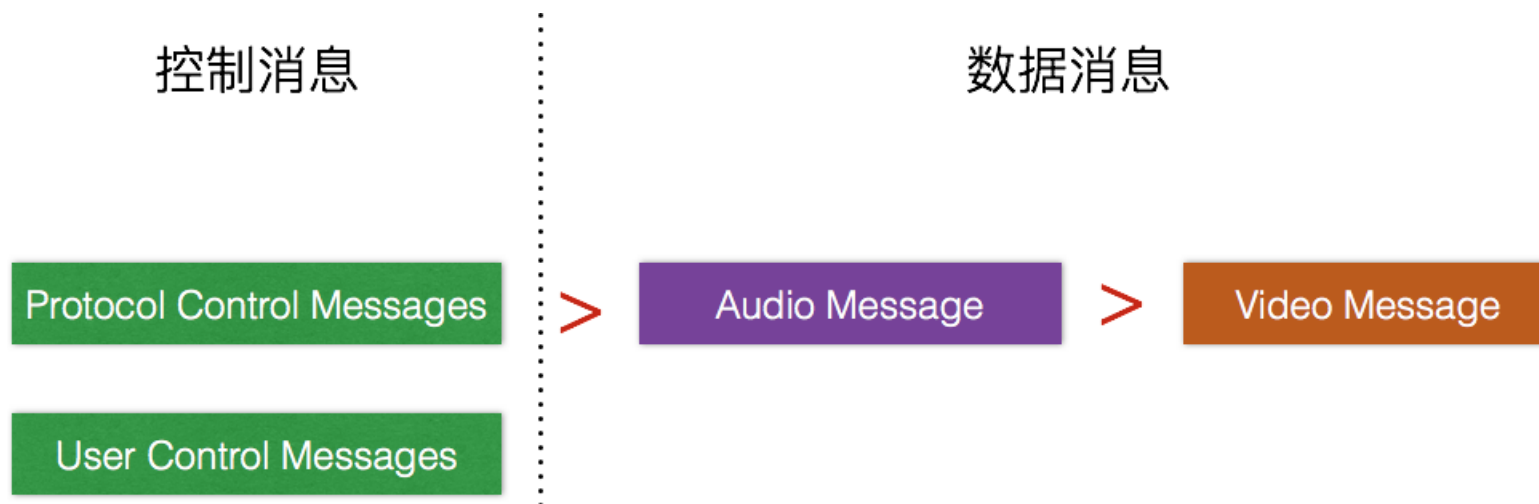 控制消息
数据消息
Protocol Control Messages > Audio Message > Video Message
User Control Messages